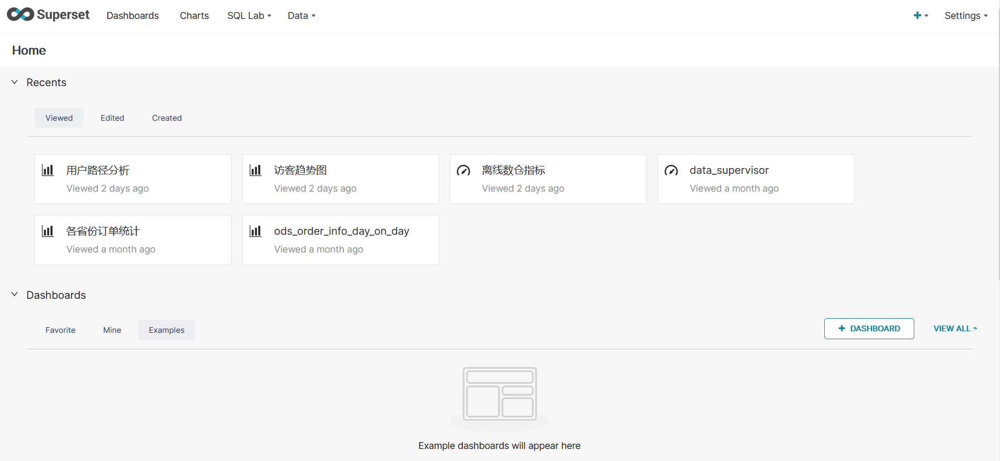 Superset Dashboards Charts SQL Lab Data Settings
Home
Recents
Viewed Edited Created
用户路径分析
Viewed 2 days ago
访客趋势图
Viewed 2 days ago
离线数仓指标
Viewed 2 days ago
data_supervisor
Viewed a month ago
各省份订单统计
Viewed a month ago
ods_order_info_day_on_day
Viewed a month ago
Dashboards
Favorite Mine Examples + DASHBOARD VIEW ALL »
Example dashboards will appear here